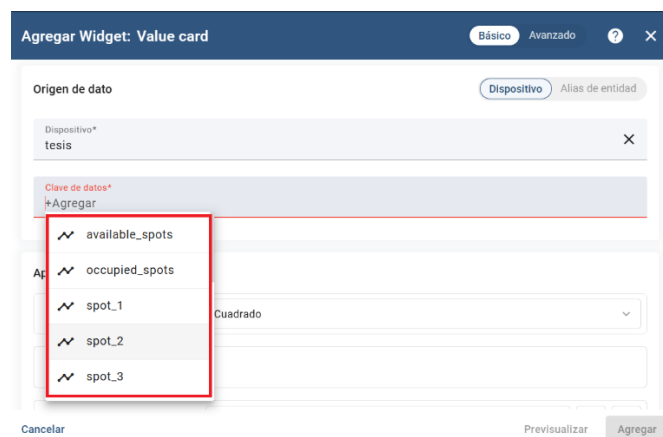 Agregar Widget: Value card
Básico Avanzado ?
Origen de dato
Dispositivo Alias de entidad
Dispositivo*
tesis
Clave de datos*
+Agregar
available_spots
Ap
occupied_spots
spot_1
Cuadrado
spot_2
spot_3
Cancelar
Previsualizar Agregar